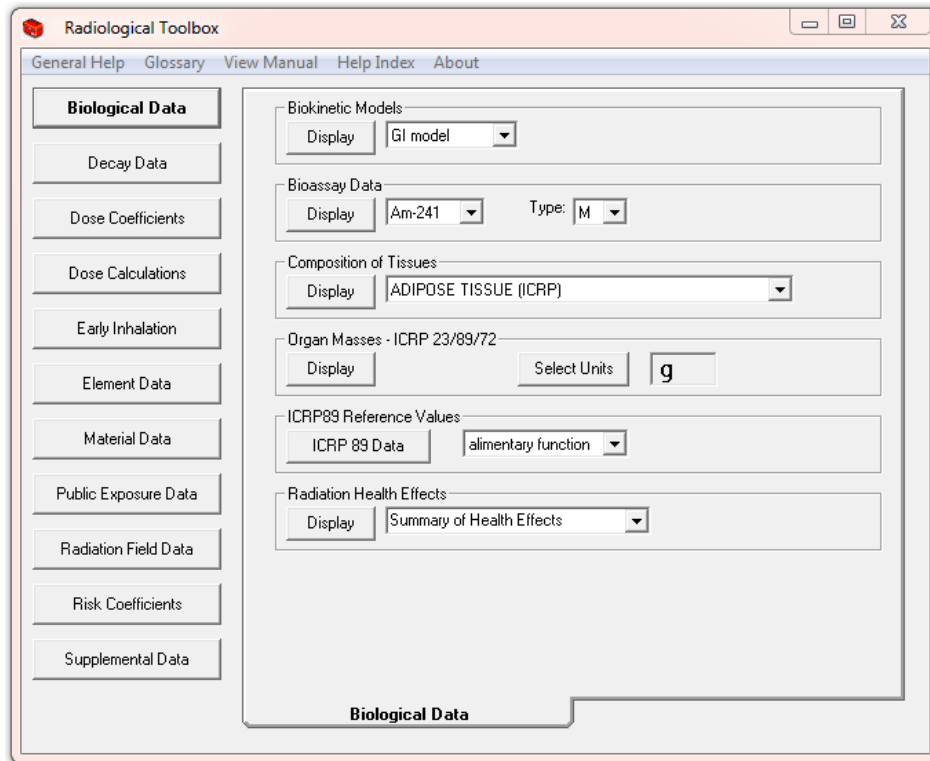 Radiological Toolbox
General Help Glossary View Manual Help Index About
Biological Data
Decay Data
Dose Coefficients
Dose Calculations
Early Inhalation
Element Data
Material Data
Public Exposure Data
Radiation Field Data
Risk Coefficients
Supplemental Data
Biokinetic Models
Display GI model
Bioassay Data
Display Am-241 Type: M
Composition of Tissues
Display ADIPOSE TISSUE (ICRP)
Organ Masses - ICRP 23/89/72
Display Select Units g
ICRP89 Reference Values
ICRP 89 Data alimentary function
Radiation Health Effects
Display Summary of Health Effects
Biological Data